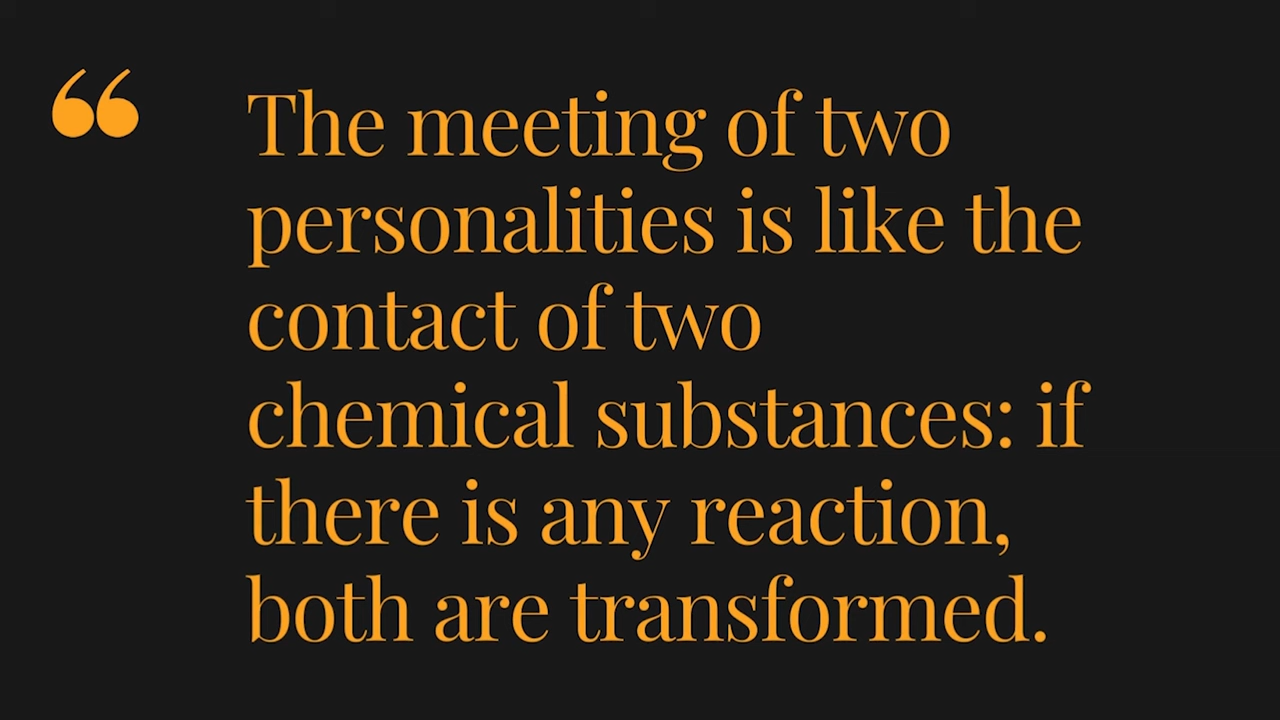 “
The meeting of two
personalities is like the
contact of two
chemical substances: if
there is any reaction,
both are transformed.